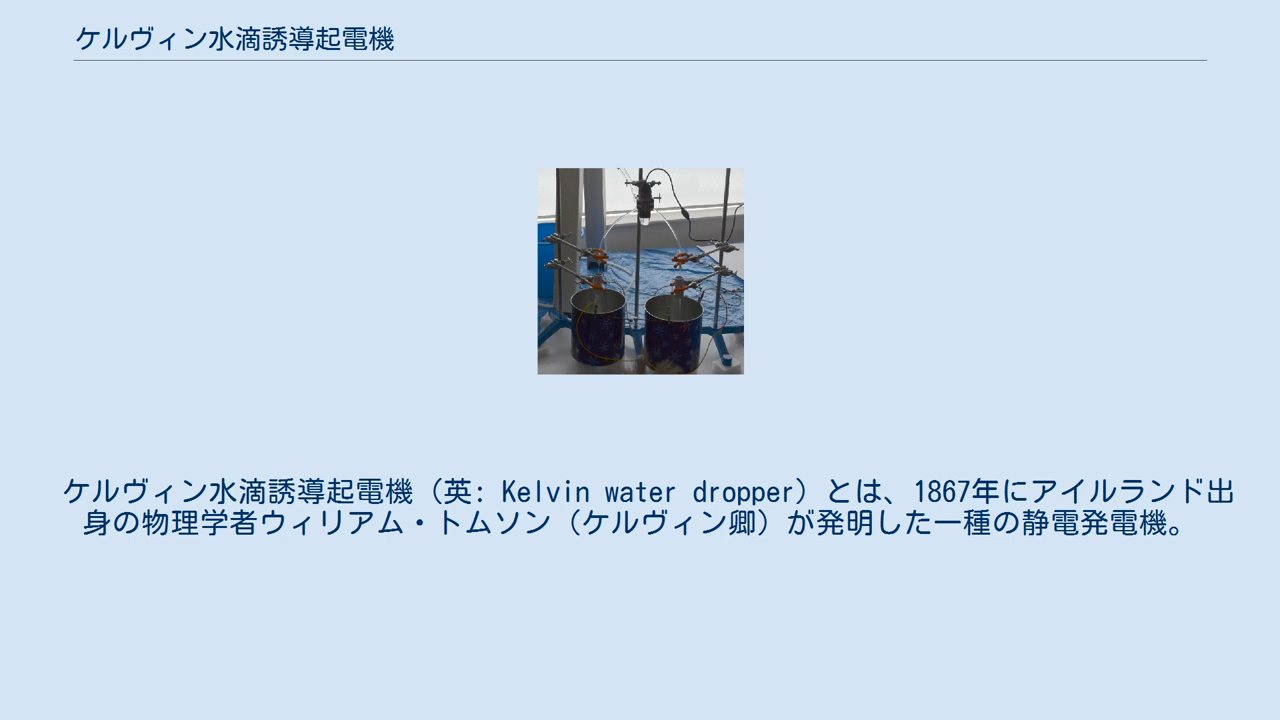 ケルヴィン水滴誘導起電機
ケルヴィン水滴誘導起電機（英: Kelvin water dropper）とは、1867年にアイルランド出
身の物理学者ウィリアム・トムソン（ケルヴィン卿）が発明した一種の静電発電機。